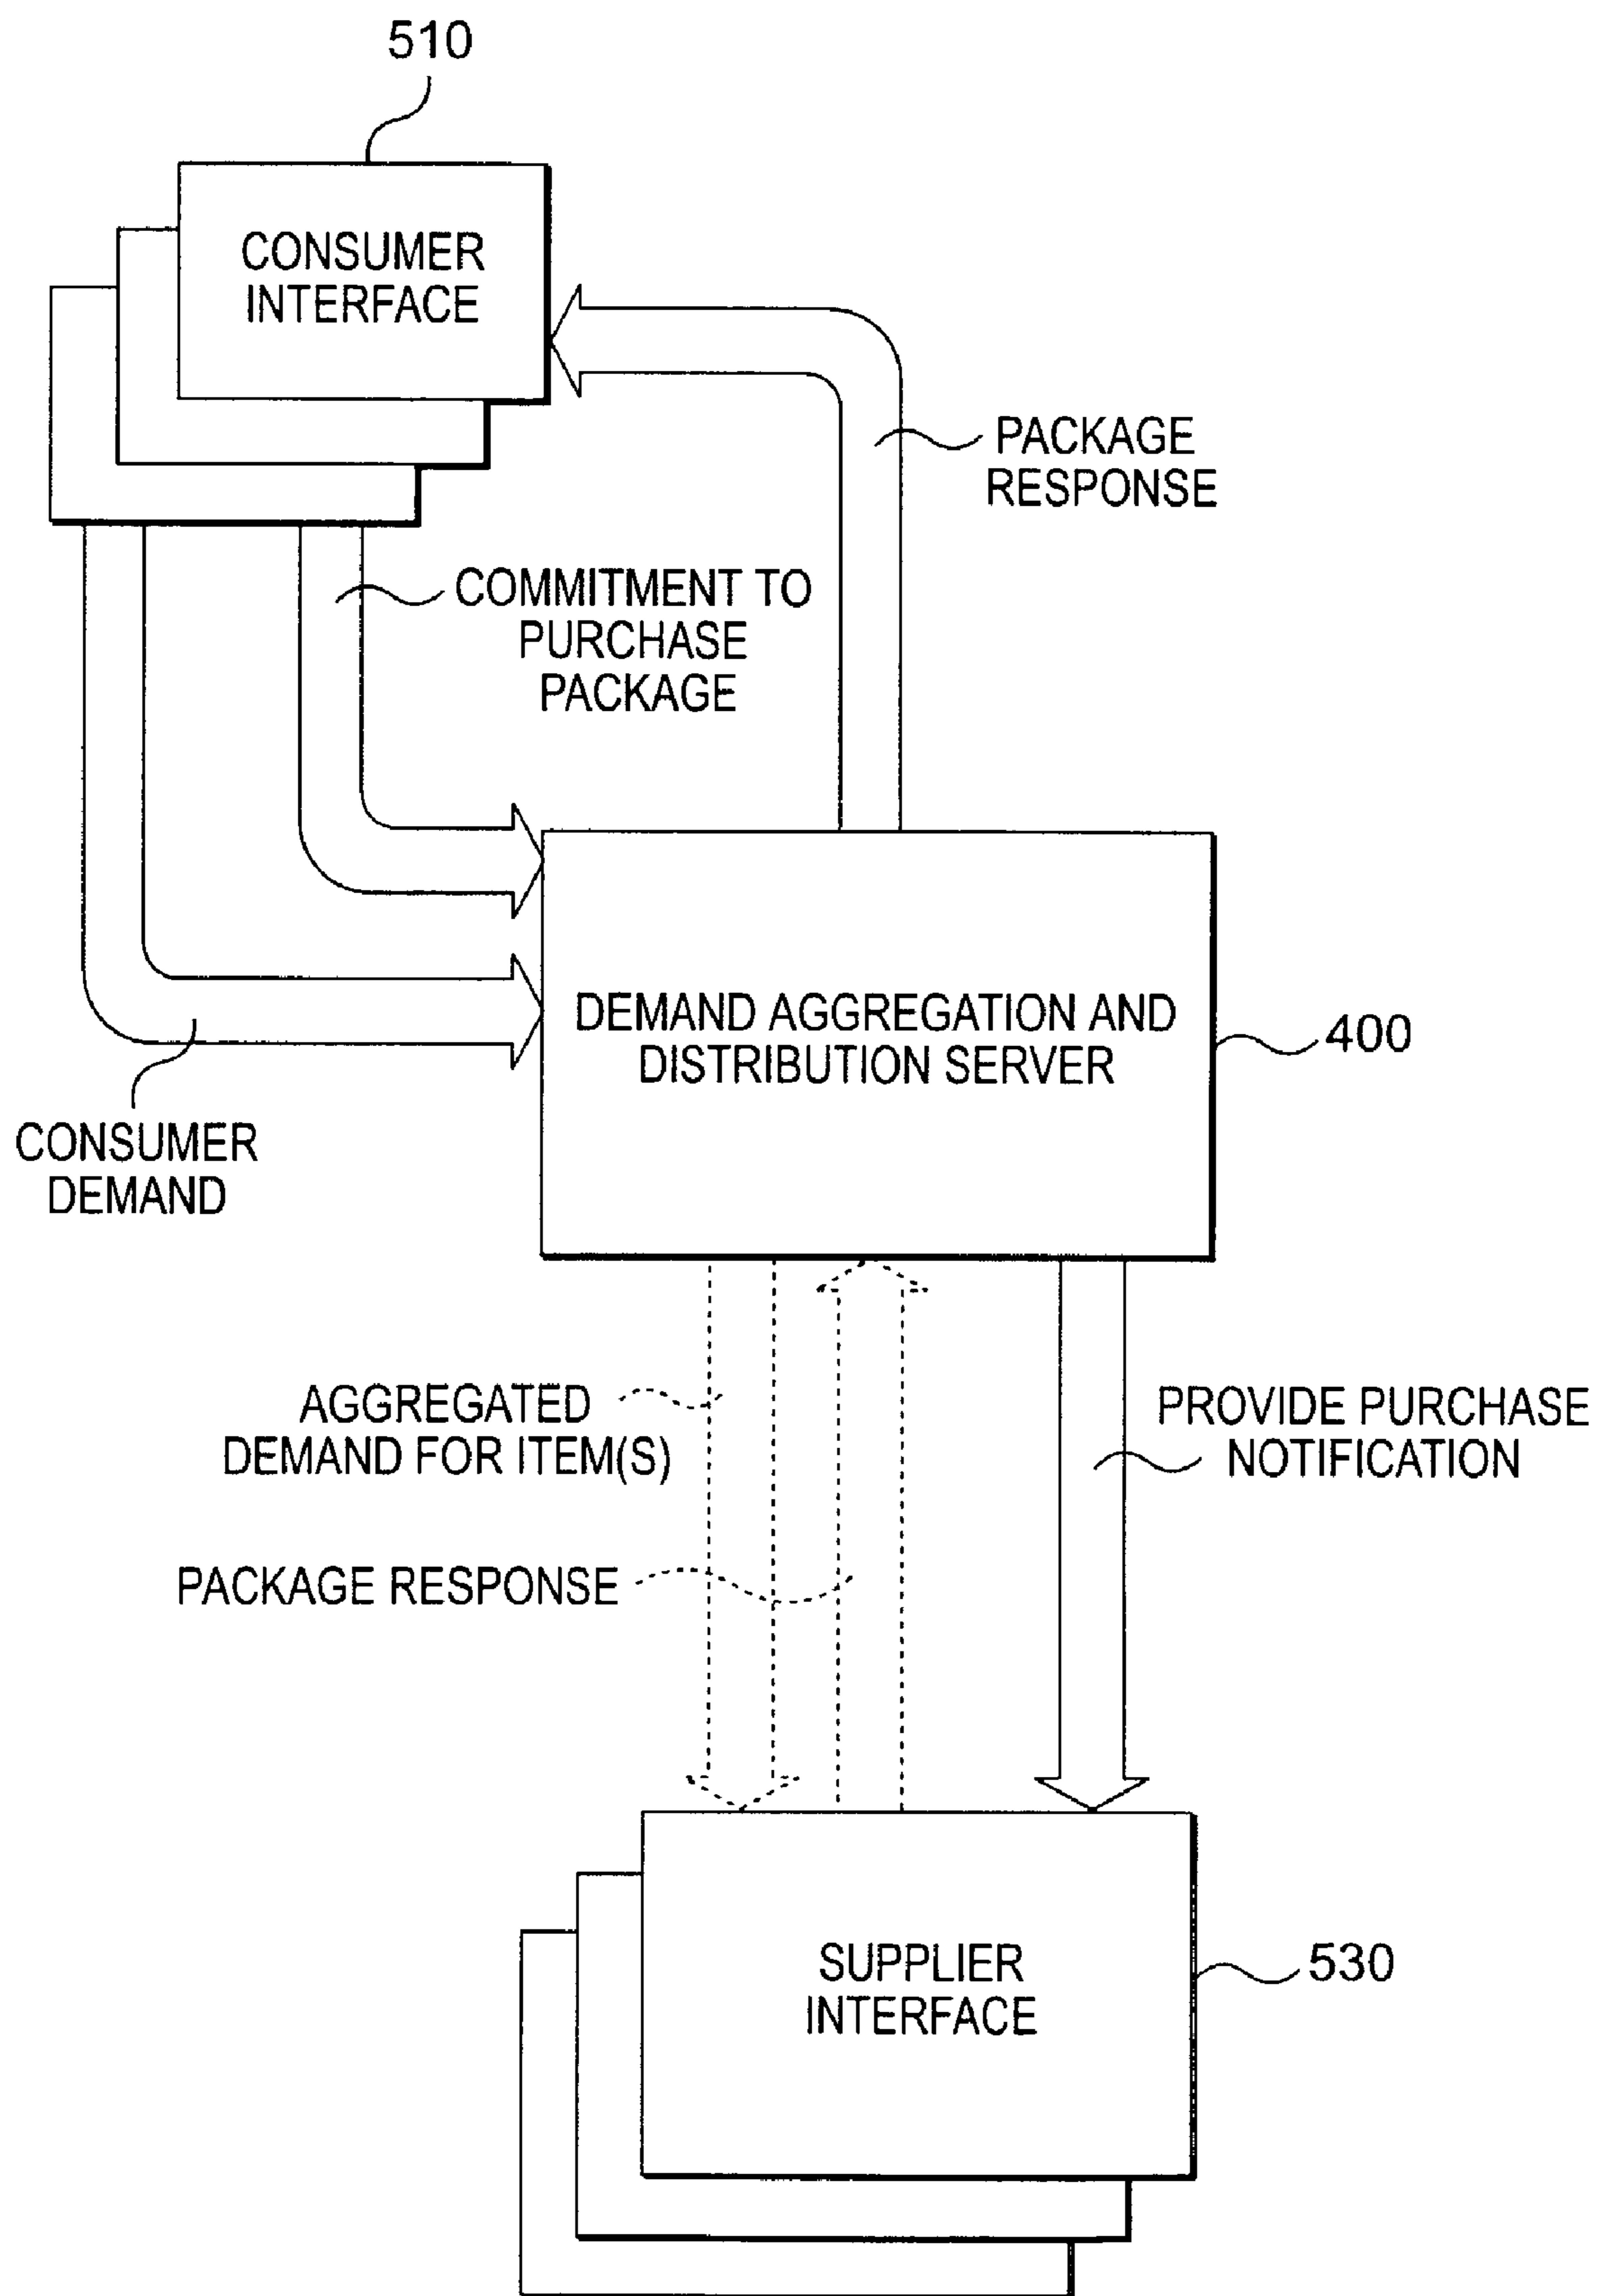 510
CONSUMER
INTERFACE
PACKAGE
RESPONSE
COMMITMENT TO
PURCHASE
PACKAGE
DEMAND AGGREGATION AND
DISTRIBUTION SERVER
400
CONSUMER
DEMAND
AGGREGATED
DEMAND FOR ITEM(S)
PROVIDE PURCHASE
NOTIFICATION
PACKAGE RESPONSE
SUPPLIER
INTERFACE
530